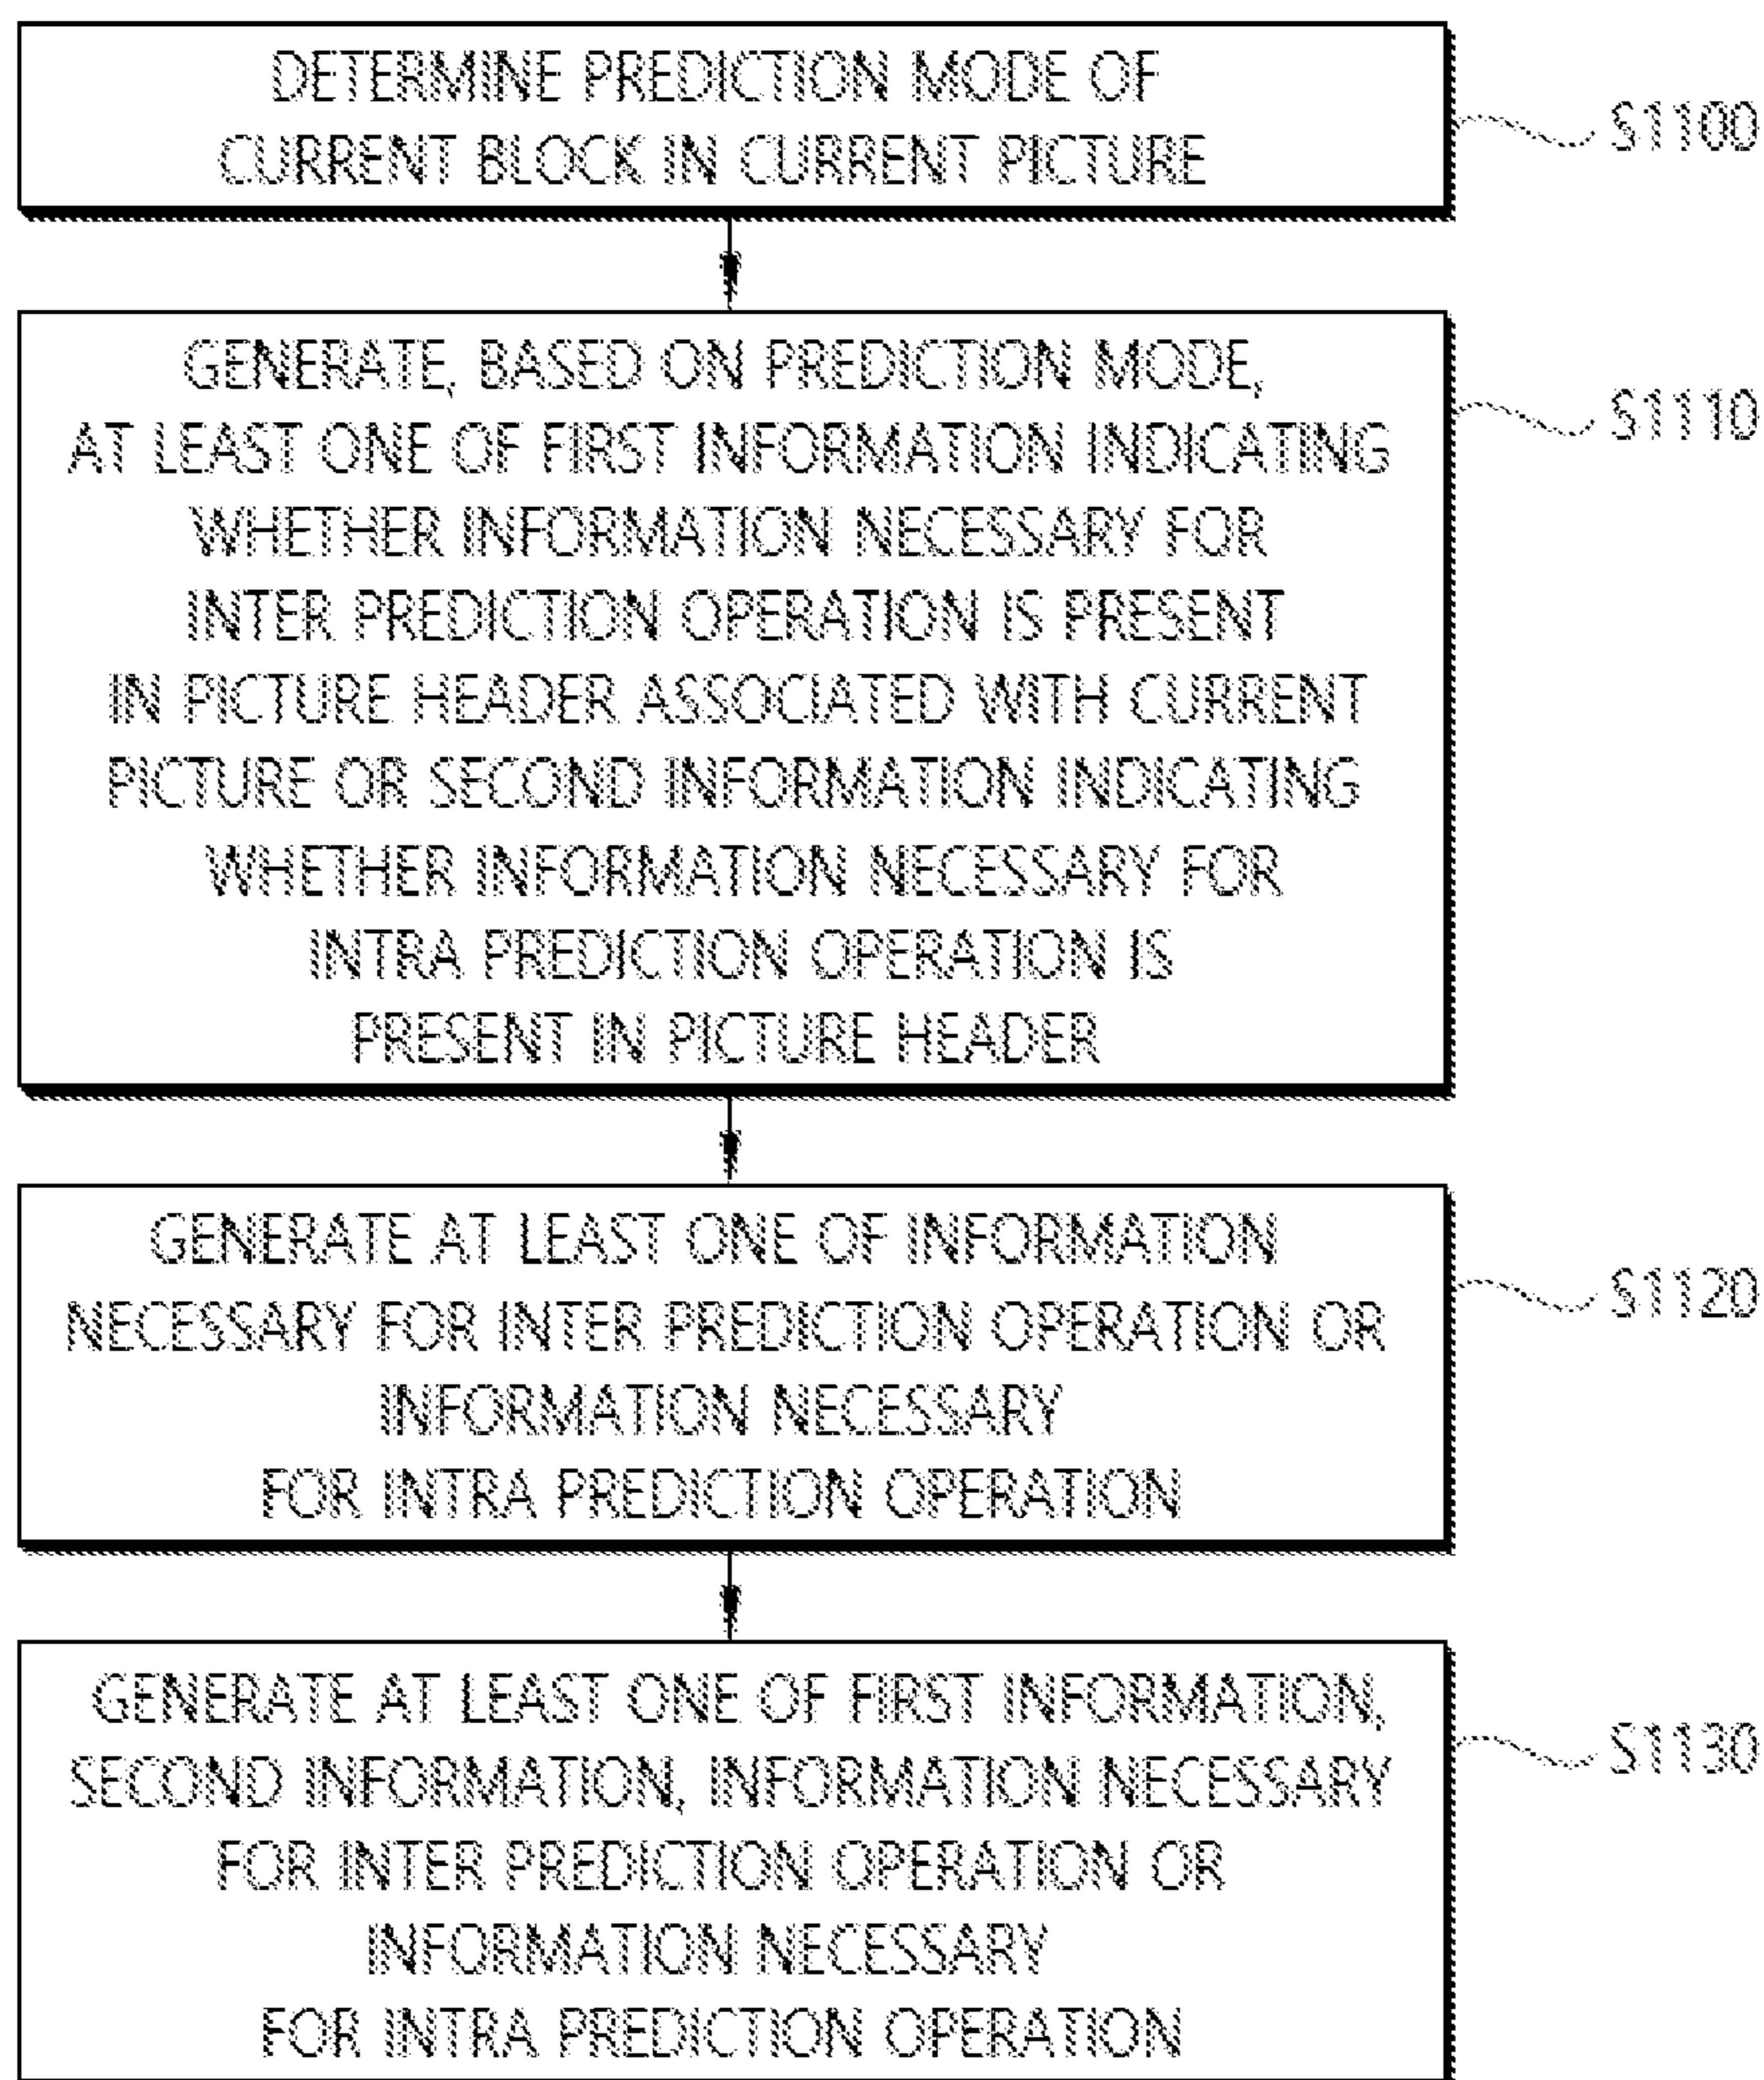 DETERMINE PREDICTION MODE OF
CURRENT BLOCK IN CURRENT PICTURE
S1100
GENERATE, BASED ON PREDICTION MODE,
AT LEAST ONE OF FIRST INFORMATION INDICATING
WHETHER INFORMATION NECESSARY FOR
INTER PREDICTION OPERATION IS PRESENT
IN PICTURE HEADER ASSOCIATED WITH CURRENT
PICTURE OR SECOND INFORMATION INDICATING
WHETHER INFORMATION NECESSARY FOR
INTRA PREDICTION OPERATION IS
PRESENT IN PICTURE HEADER
S1110
GENERATE AT LEAST ONE OF INFORMATION
NECESSARY FOR INTER PREDICTION OPERATION OR
INFORMATION NECESSARY
FOR INTRA PREDICTION OPERATION
S1120
GENERATE AT LEAST ONE OF FIRST INFORMATION,
SECOND INFORMATION, INFORMATION NECESSARY
FOR INTER PREDICTION OPERATION OR
INFORMATION NECESSARY
FOR INTRA PREDICTION OPERATION
S1130